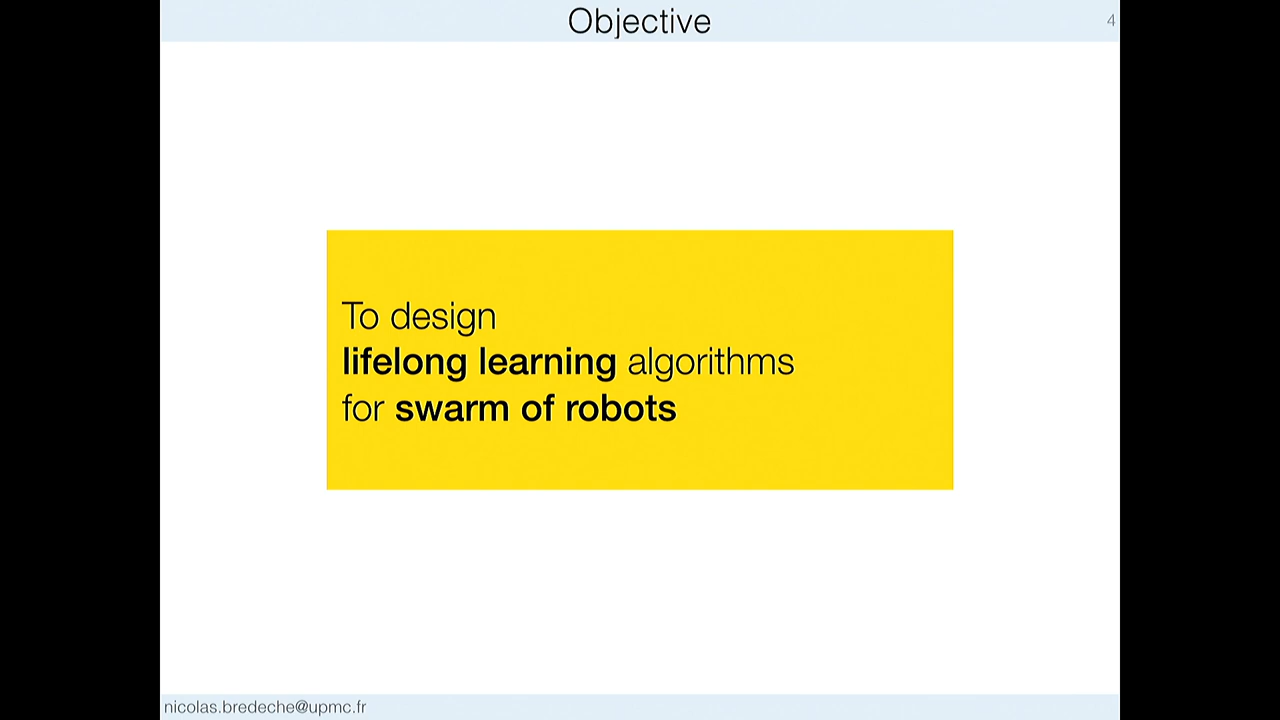 Objective
4
To design
lifelong learning algorithms
for swarm of robots
nicolas.bredeche@upmc.fr